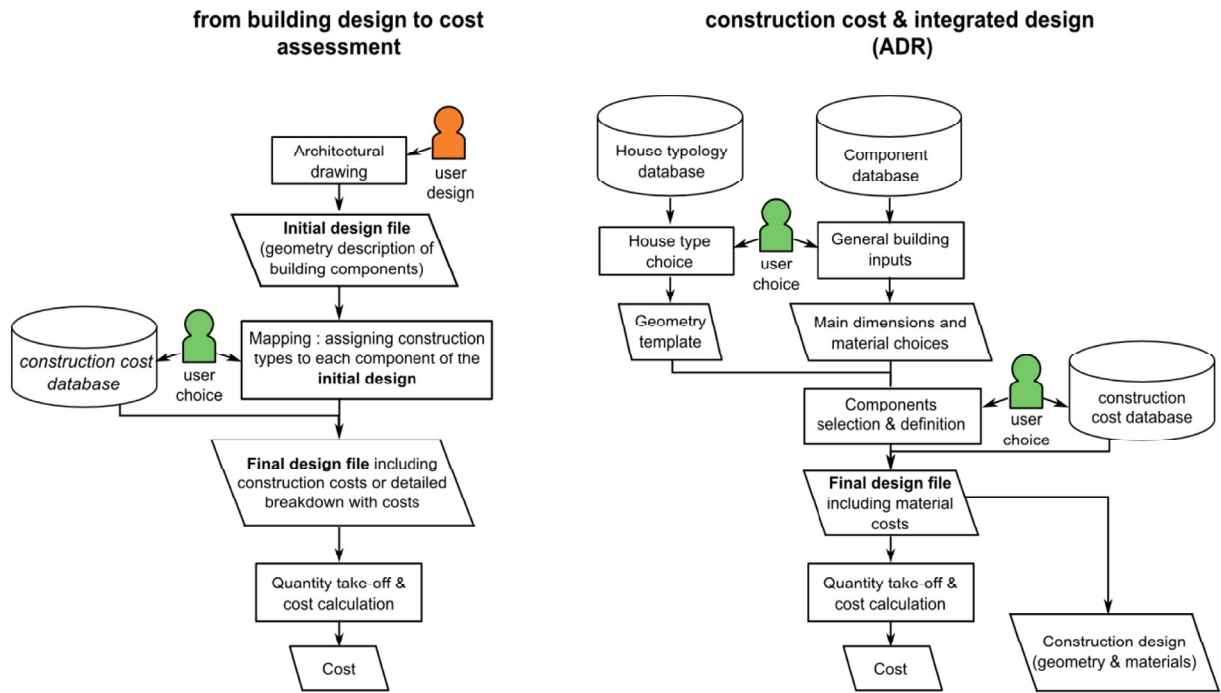 from building design to cost
assessment
Architectural
drawing
user
design
Initial design file
(geometry description of
building components)
construction cost
database
user
choice
Mapping : assigning construction
types to each component of the
initial design
Final design file including
construction costs or detailed
breakdown with costs
Quantity take-off &
cost calculation
Cost
construction cost & integrated design
(ADR)
House typology
database
Component
database
House type
choice
user
choice
General building
inputs
Geometry
template
Main dimensions and
material choices
Components
selection & definition
user
choice
construction
cost database
Final design file
including material
costs
Quantity take-off &
cost calculation
Cost
Construction design
(geometry & materials)